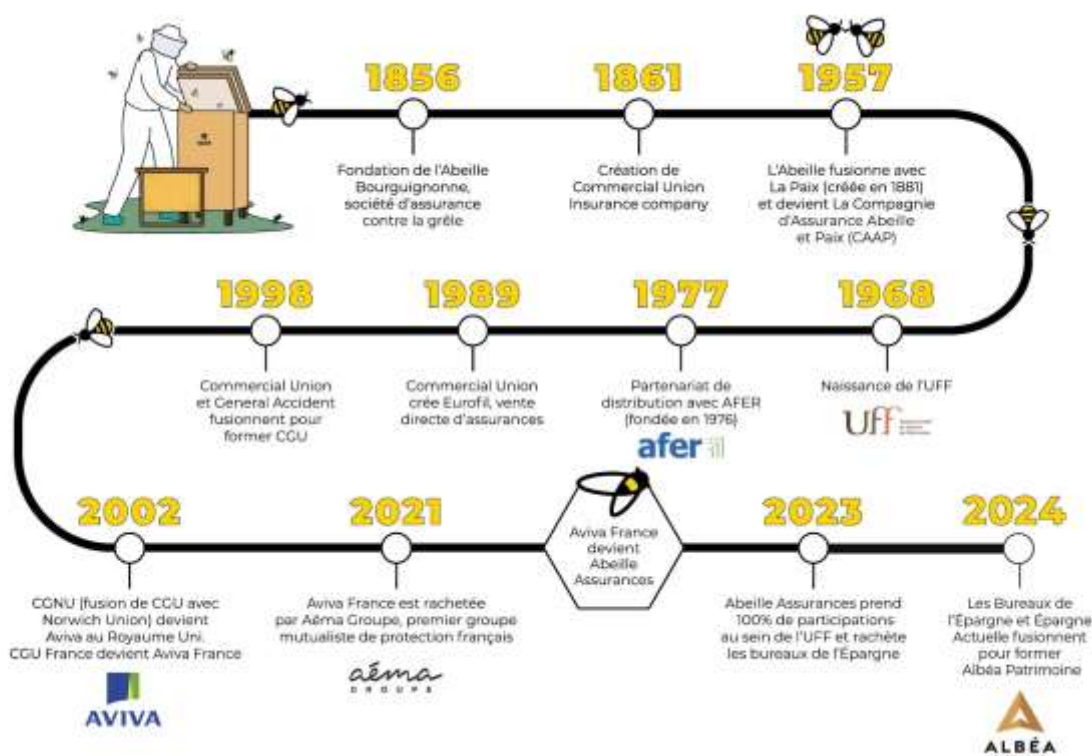 1856
Fondation de l'Abeille
Bourguignonne,
société d'assurance
contre la grêle
1861
Création de
Commercial Union
Insurance company
1957
L'Abeille fusionne avec
La Paix (créée en 1881)
et devient La Compagnie
d'Assurance Abeille
et Paix (CAAP)
1968
Naissance de l'UFF
Uff
1977
Partenariat de
distribution avec AFER
(fondée en 1976)
afer
1989
Commercial Union
crée Eurofil, vente
directe d'assurances
1998
Commercial Union
et General Accident
fusionnent pour
former CGU
2002
CGNU (fusion de CGU avec
Norwich Union) devient
Aviva au Royaume Uni.
CGU France devient Aviva France
AVIVA
2021
Aviva France est rachetée
par Aéma Groupe, premier groupe
mutualiste de protection français
aéma
GROUPE
Aviva France
devient
Abeille
Assurances
2023
Abeille Assurances prend
100% de participations
au sein de l'UFF et rachète
les bureaux de l'Épargne
2024
Les Bureaux de
l'Épargne et Épargne
Actuelle fusionnent
pour former
Albéa Patrimoine
ALBÉA